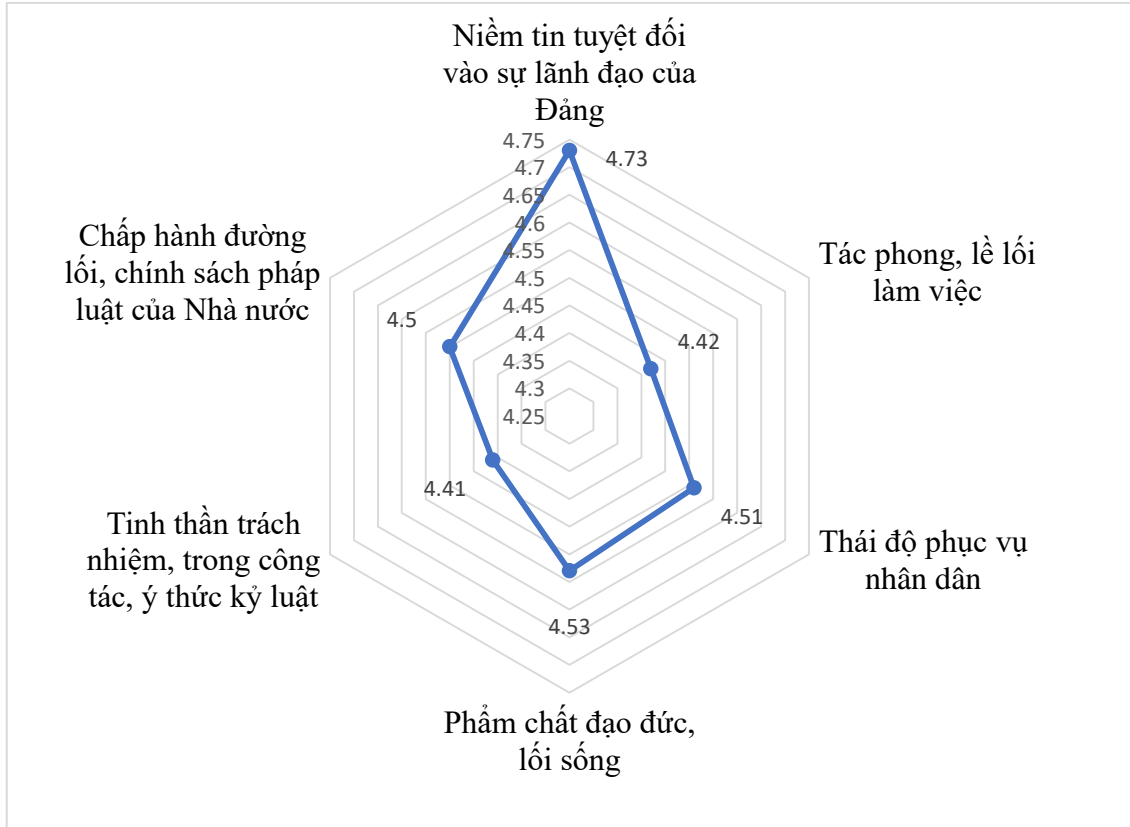 Niềm tin tuyệt đối
vào sự lãnh đạo của
Đảng
4.75
4.73
4.7
4.65
4.6
4.55
4.5
4.45
4.4
4.35
4.3
4.25
Tác phong, lề lối
làm việc
4.42
Thái độ phục vụ
nhân dân
4.51
Phẩm chất đạo đức,
lối sống
4.53
Tinh thần trách
nhiệm, trong công
tác, ý thức kỷ luật
4.41
Chấp hành đường
lối, chính sách pháp
luật của Nhà nước
4.5